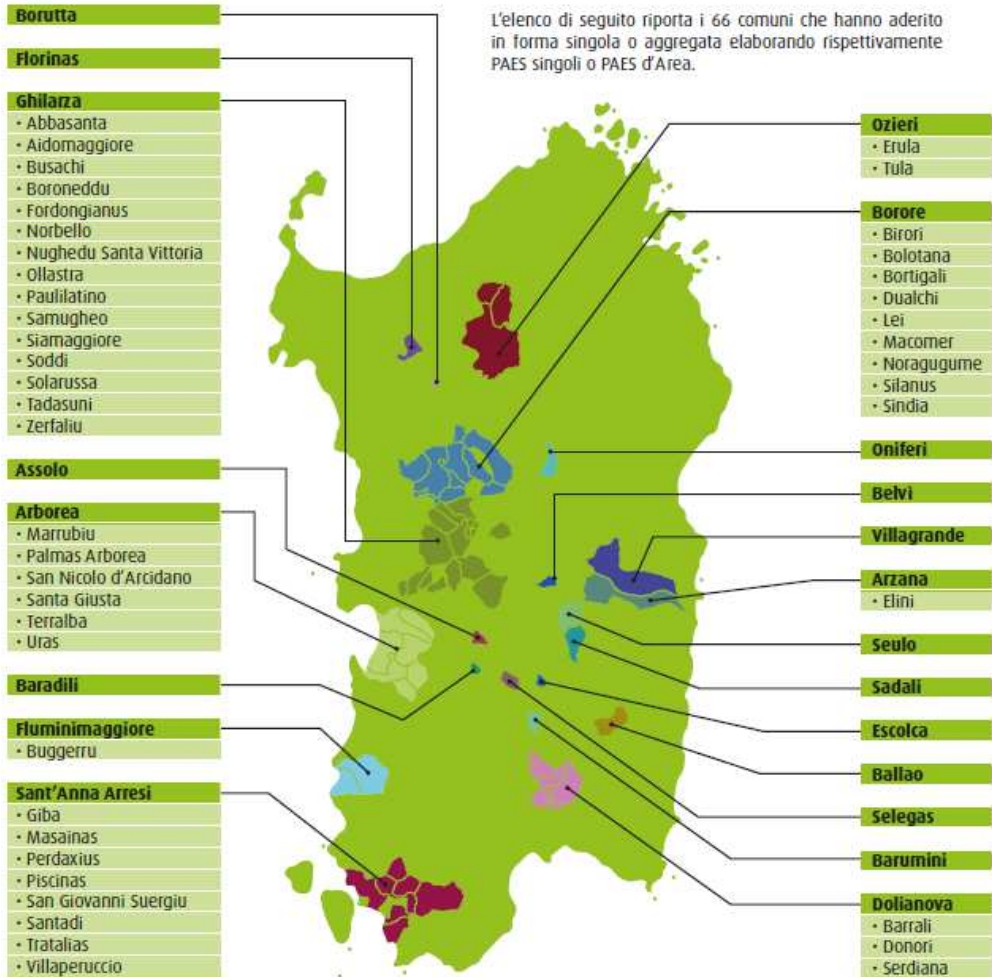 L'elenco di seguito riporta i 66 comuni che hanno aderito
in forma singola o aggregata elaborando rispettivamente
PAES singoli o PAES d'Area.
Borutta
Florinas
Ghilarza
• Abbasanta
• Aidomaggiore
• Busachi
• Boroneddu
• Fordongianus
• Norbello
• Nughedu Santa Vittoria
• Ollastra
• Paulilatino
• Samugheo
• Siamaggiore
• Soddì
• Solarussa
• Tadasuni
• Zerfaliu
Assolo
Arborea
• Marrubiu
• Palmas Arborea
• San Nicolo d'Arcidano
• Santa Giusta
• Terralba
• Uras
Baradili
Fluminimaggiore
• Buggerru
Sant'Anna Arresi
• Giba
• Masainas
• Perdaxius
• Piscinas
• San Giovanni Suergiu
• Santadi
• Tratalias
• Villaperuccio
Ozieri
• Erula
• Tula
Borore
• Birori
• Bolotana
• Bortigali
• Dualchi
• Lei
• Macomer
• Noragugume
• Silanus
• Sindia
Oniferi
Belvì
Villagrande
Arzana
• Elini
Seulo
Sadali
Escolca
Ballao
Selegas
Barumini
Dolianova
• Barrali
• Donori
• Serdiana